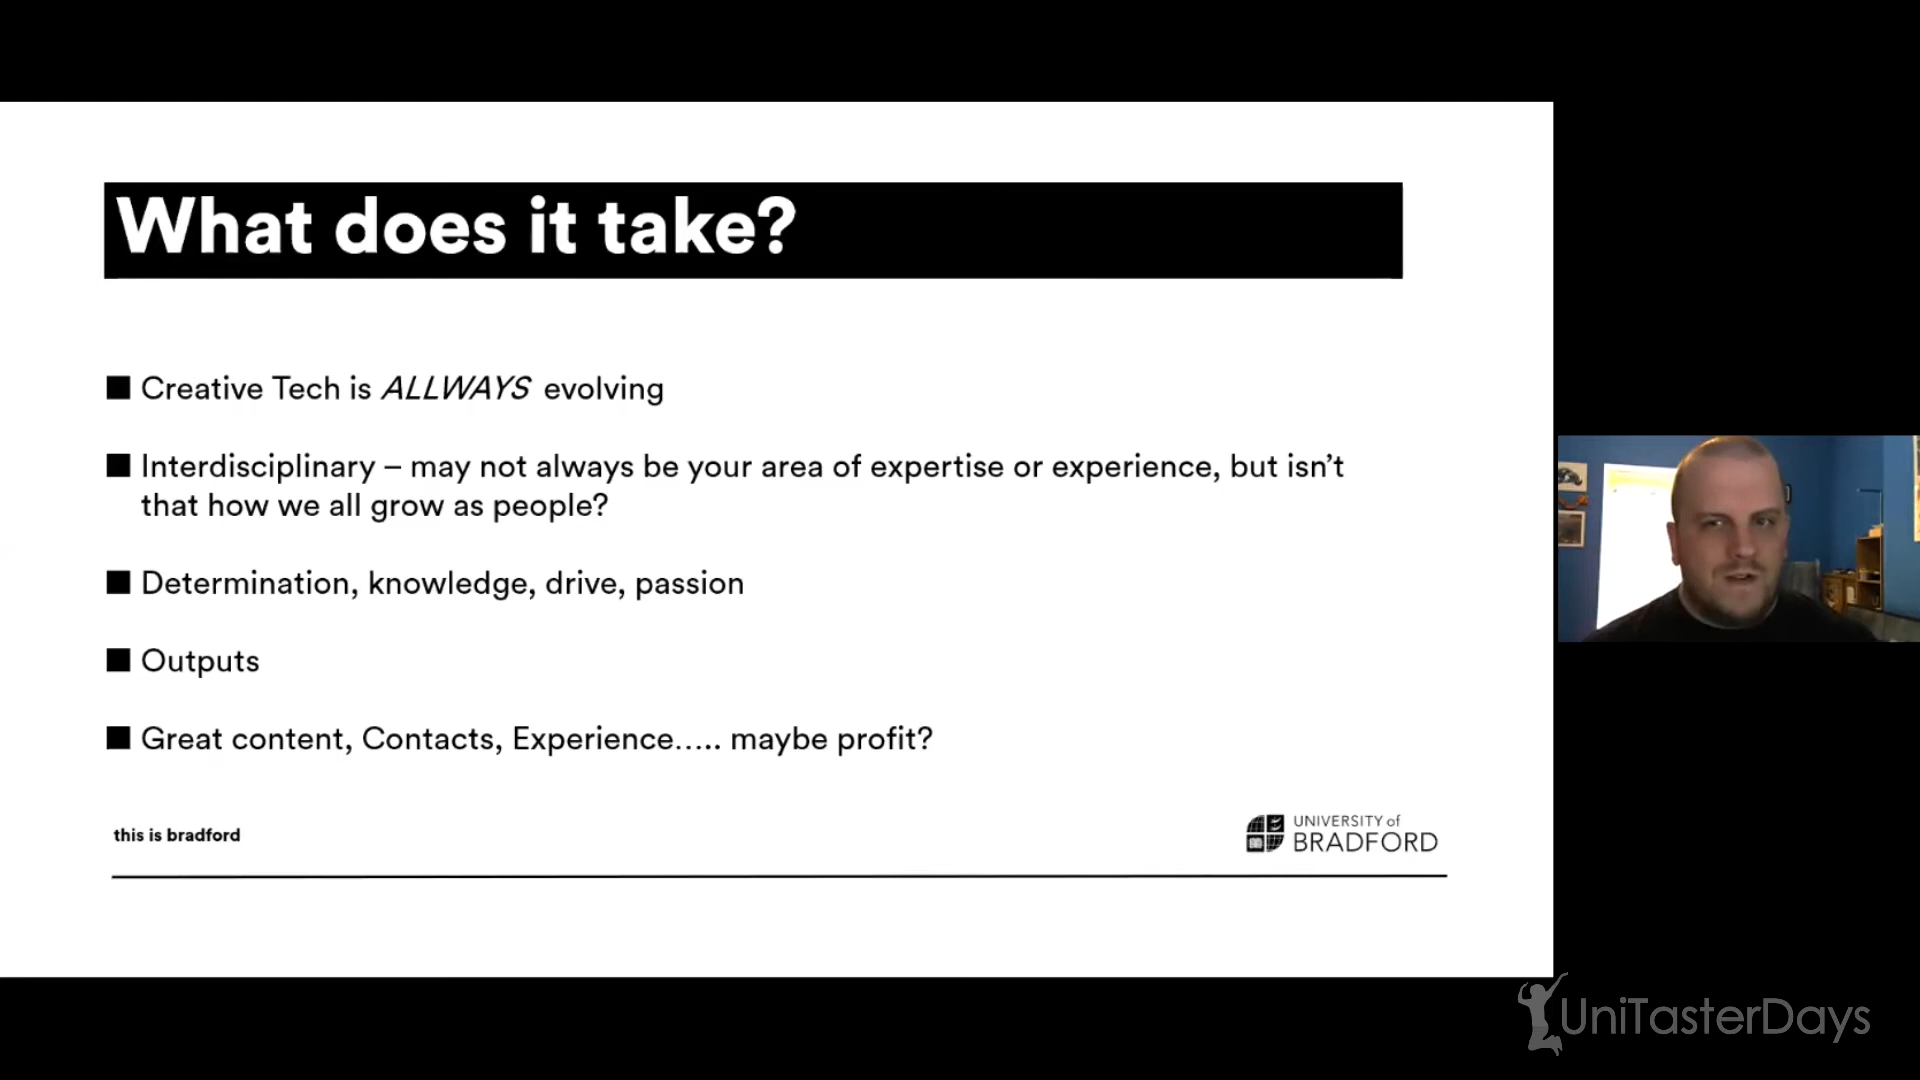 What does it take?
Creative Tech is ALLWAYS evolving
Interdisciplinary – may not always be your area of expertise or experience, but isn’t
that how we all grow as people?
Determination, knowledge, drive, passion
Outputs
Great content, Contacts, Experience….. maybe profit?
this is bradford
UNIVERSITY of
BRADFORD
UniTasterDays